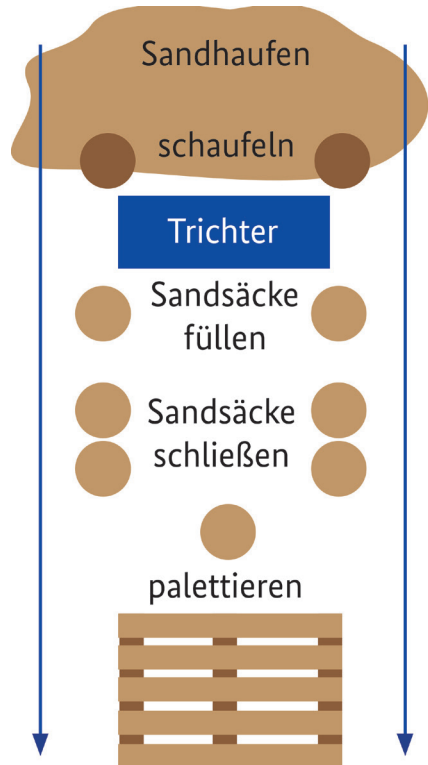 Sandhaufen
schaufeln
Trichter
Sandsäcke
füllen
Sandsäcke
schließen
palettieren